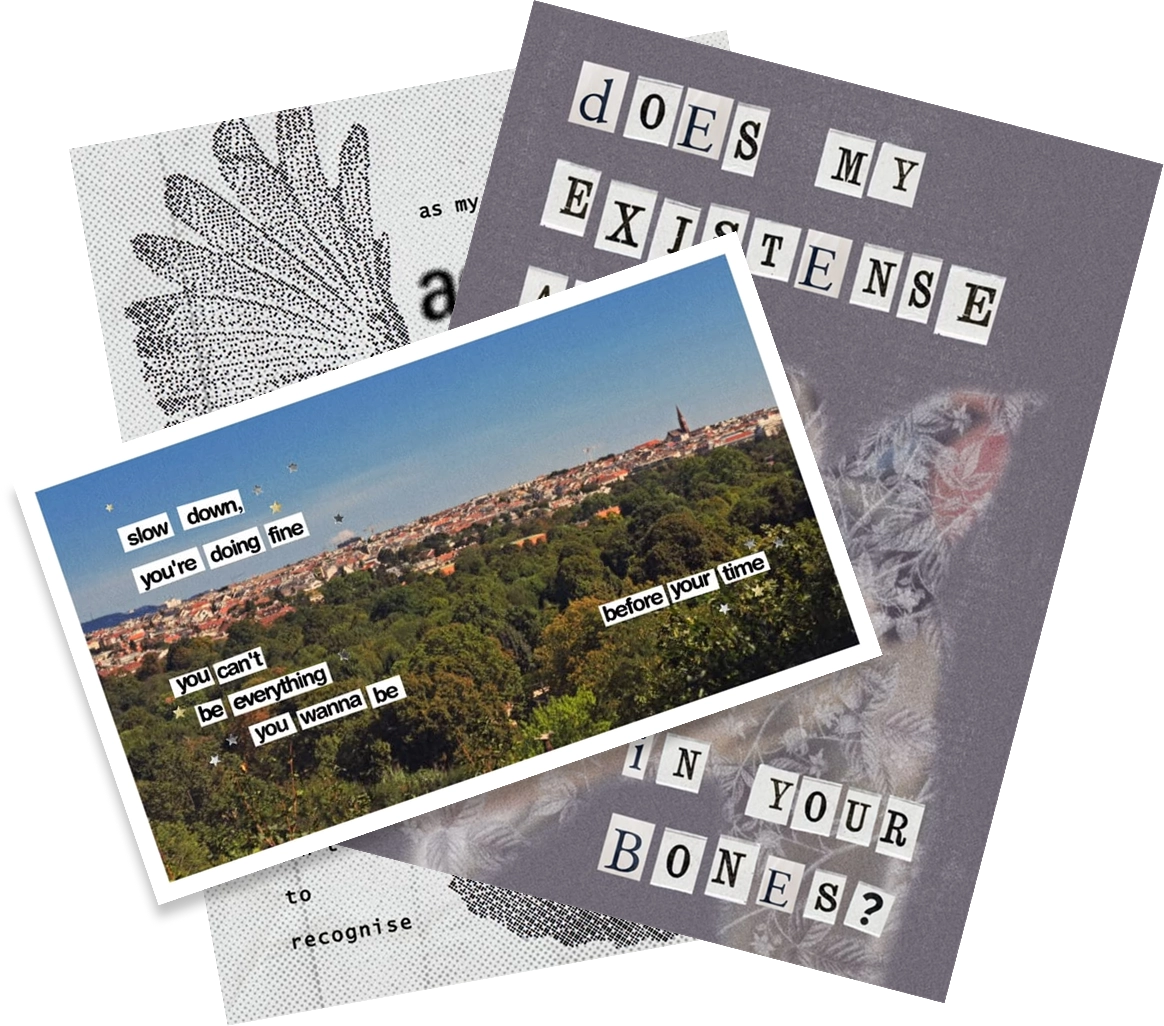 as my
a
dOES MY
EXISTENSE
slow down,
you're doing fine
before your time
you can't
be everything
you wanna be
iN YOUR
BONES?
to
recognise